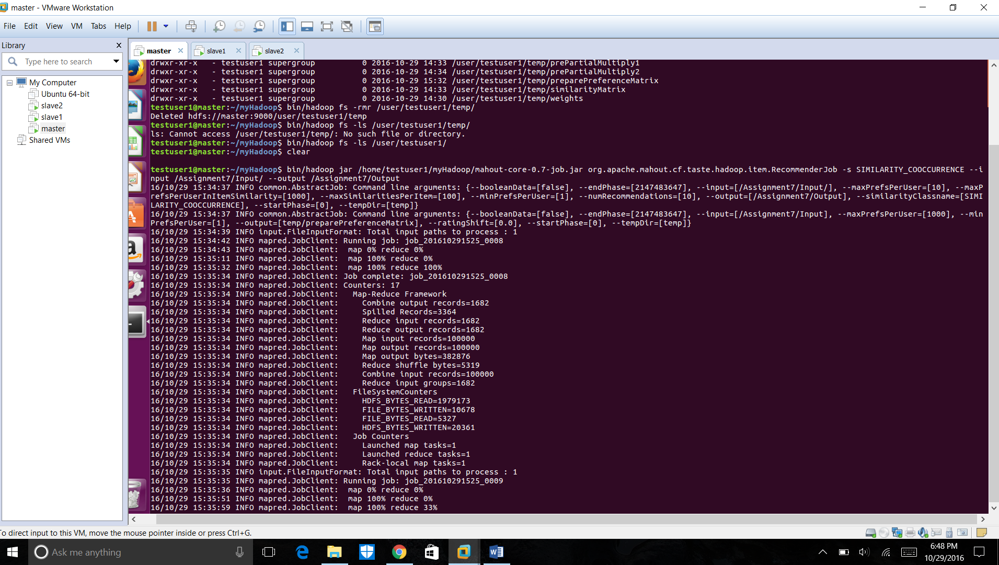 master - VMware Workstation
File Edit View VM Tabs Help
Library
Type here to search
My Computer
Ubuntu 64-bit
slave2
slave1
master
Shared VMs
master slave1 slave2
drwxr-xr-x   - testuser1 supergroup          0 2016-10-29 14:33 /user/testuser1/temp/prePartialMultiply1
drwxr-xr-x   - testuser1 supergroup          0 2016-10-29 14:34 /user/testuser1/temp/prePartialMultiply2
drwxr-xr-x   - testuser1 supergroup          0 2016-10-29 15:32 /user/testuser1/temp/preparePreferenceMatrix
drwxr-xr-x   - testuser1 supergroup          0 2016-10-29 14:33 /user/testuser1/temp/similarityMatrix
drwxr-xr-x   - testuser1 supergroup          0 2016-10-29 14:30 /user/testuser1/temp/weights
testuser1@master:~/myHadoop$ bin/hadoop fs -rmr /user/testuser1/temp/
Deleted hdfs://master:9000/user/testuser1/temp
testuser1@master:~/myHadoop$ bin/hadoop fs -ls /user/testuser1/temp/
ls: Cannot access /user/testuser1/temp/: No such file or directory.
testuser1@master:~/myHadoop$ bin/hadoop fs -ls /user/testuser1/
testuser1@master:~/myHadoop$ clear
testuser1@master:~/myHadoop$ bin/hadoop jar /home/testuser1/myHadoop/mahout-core-0.7-job.jar org.apache.mahout.cf.taste.hadoop.item.RecommenderJob -s SIMILARITY_COOCCURRENCE --i
nput /Assignment7/Input/ --output /Assignment7/Output
16/10/29 15:34:37 INFO common.AbstractJob: Command line arguments: {--booleanData=[false], --endPhase=[2147483647], --input=[/Assignment7/Input/], --maxPrefsPerUser=[10], --maxP
refsPerUserInItemSimilarity=[1000], --maxSimilaritiesPerItem=[100], --minPrefsPerUser=[1], --numRecommendations=[10], --output=[/Assignment7/Output], --similarityClassname=[SIMI
LARITY_COOCCURRENCE], --startPhase=[0], --tempDir=[temp]}
16/10/29 15:34:37 INFO common.AbstractJob: Command line arguments: {--booleanData=[false], --endPhase=[2147483647], --input=[/Assignment7/Input], --maxPrefsPerUser=[1000], --min
PrefsPerUser=[1], --output=[temp/preparePreferenceMatrix], --ratingShift=[0.0], --startPhase=[0], --tempDir=[temp]}
16/10/29 15:34:39 INFO input.FileInputFormat: Total input paths to process : 1
16/10/29 15:34:42 INFO mapred.JobClient: Running job: job_201610291525_0008
16/10/29 15:34:43 INFO mapred.JobClient:  map 0% reduce 0%
16/10/29 15:35:11 INFO mapred.JobClient:  map 100% reduce 0%
16/10/29 15:35:32 INFO mapred.JobClient:  map 100% reduce 100%
16/10/29 15:35:34 INFO mapred.JobClient: Job complete: job_201610291525_0008
16/10/29 15:35:34 INFO mapred.JobClient: Counters: 17
16/10/29 15:35:34 INFO mapred.JobClient:   Map-Reduce Framework
16/10/29 15:35:34 INFO mapred.JobClient:     Combine output records=1682
16/10/29 15:35:34 INFO mapred.JobClient:     Spilled Records=3364
16/10/29 15:35:34 INFO mapred.JobClient:     Reduce input records=1682
16/10/29 15:35:34 INFO mapred.JobClient:     Reduce output records=1682
16/10/29 15:35:34 INFO mapred.JobClient:     Map input records=100000
16/10/29 15:35:34 INFO mapred.JobClient:     Map output records=100000
16/10/29 15:35:34 INFO mapred.JobClient:     Map output bytes=382876
16/10/29 15:35:34 INFO mapred.JobClient:     Reduce shuffle bytes=5319
16/10/29 15:35:34 INFO mapred.JobClient:     Combine input records=100000
16/10/29 15:35:34 INFO mapred.JobClient:     Reduce input groups=1682
16/10/29 15:35:34 INFO mapred.JobClient:   FileSystemCounters
16/10/29 15:35:34 INFO mapred.JobClient:     HDFS_BYTES_READ=1979173
16/10/29 15:35:34 INFO mapred.JobClient:     FILE_BYTES_WRITTEN=10678
16/10/29 15:35:34 INFO mapred.JobClient:     FILE_BYTES_READ=5327
16/10/29 15:35:34 INFO mapred.JobClient:     HDFS_BYTES_WRITTEN=20361
16/10/29 15:35:34 INFO mapred.JobClient:   Job Counters
16/10/29 15:35:34 INFO mapred.JobClient:     Launched map tasks=1
16/10/29 15:35:34 INFO mapred.JobClient:     Launched reduce tasks=1
16/10/29 15:35:34 INFO mapred.JobClient:     Rack-local map tasks=1
16/10/29 15:35:35 INFO input.FileInputFormat: Total input paths to process : 1
16/10/29 15:35:35 INFO mapred.JobClient: Running job: job_201610291525_0009
16/10/29 15:35:36 INFO mapred.JobClient:  map 0% reduce 0%
16/10/29 15:35:51 INFO mapred.JobClient:  map 100% reduce 0%
16/10/29 15:35:59 INFO mapred.JobClient:  map 100% reduce 33%
To direct input to this VM, move the mouse pointer inside or press Ctrl+G.
Ask me anything
6:48 PM
10/29/2016